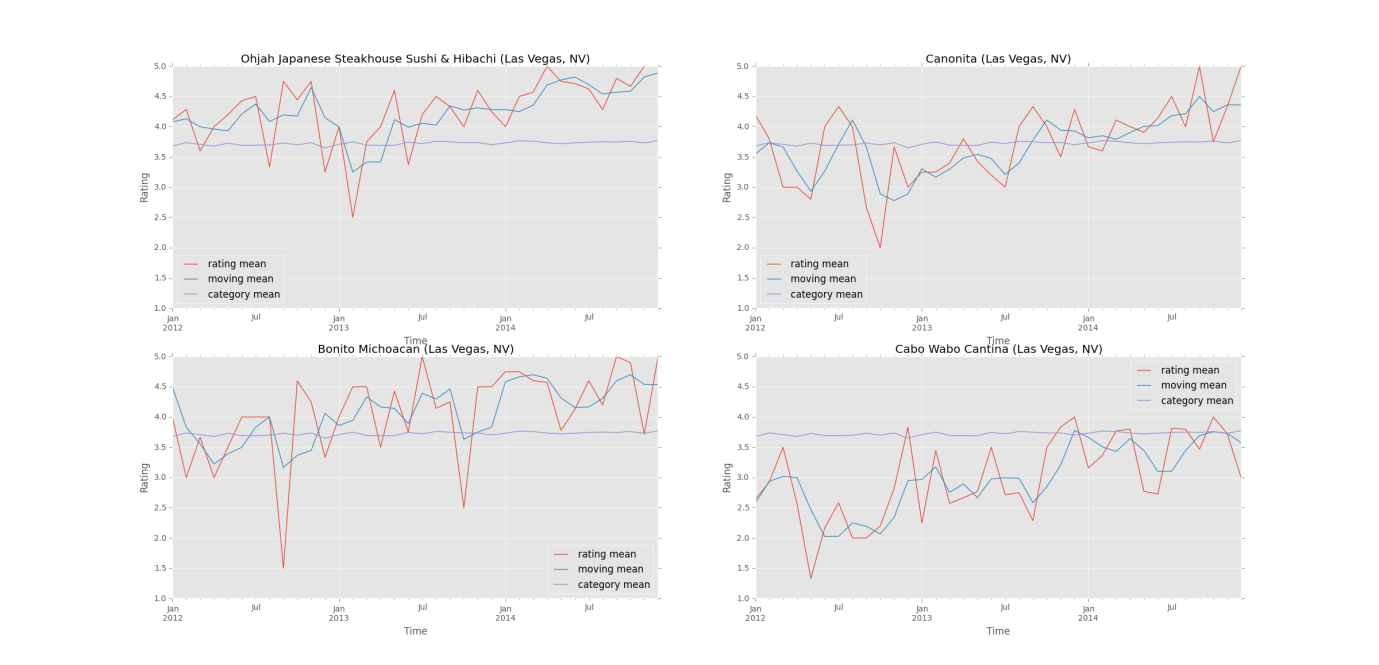 Ohjah Japanese Steakhouse Sushi & Hibachi (Las Vegas, NV)
5.0
4.5
4.0
3.5
3.0
2.5
2.0
1.5
1.0
Rating
rating mean
moving mean
category mean
Jan
2012
Jul
Jan
2013
Jul
Jan
2014
Jul
Time
Canonita (Las Vegas, NV)
5.0
4.5
4.0
3.5
3.0
2.5
2.0
1.5
1.0
Rating
rating mean
moving mean
category mean
Jan
2012
Jul
Jan
2013
Jul
Jan
2014
Jul
Time
Bonito Michoacan (Las Vegas, NV)
5.0
4.5
4.0
3.5
3.0
2.5
2.0
1.5
1.0
Rating
rating mean
moving mean
category mean
Jan
2012
Jul
Jan
2013
Jul
Jan
2014
Jul
Time
Cabo Wabo Cantina (Las Vegas, NV)
5.0
4.5
4.0
3.5
3.0
2.5
2.0
1.5
1.0
Rating
rating mean
moving mean
category mean
Jan
2012
Jul
Jan
2013
Jul
Jan
2014
Jul
Time